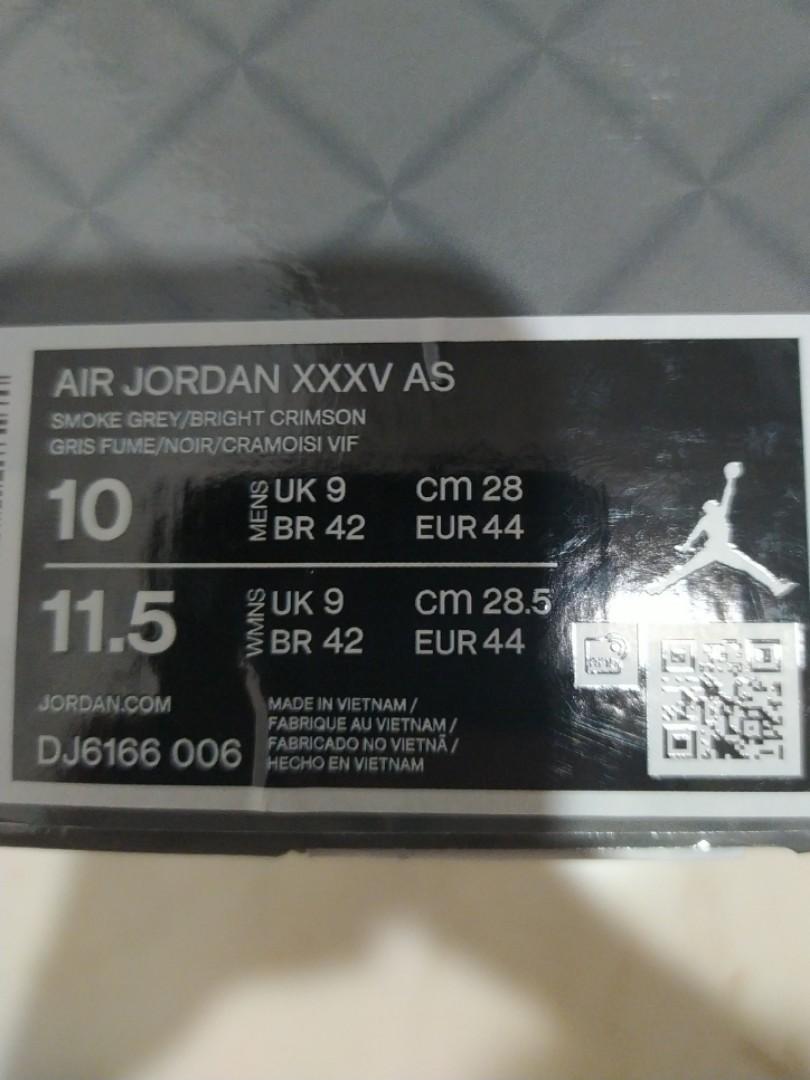 AIR JORDAN XXXV AS
SMOKE GREY/BRIGHT CRIMSON
GRIS FUME/NOIR/CRAMOISI VIF
10 MENS UK 9 cm 28
BR 42 EUR 44
11.5 WMNS UK 9 cm 28.5
BR 42 EUR 44
JORDAN.COM
DJ6166 006
MADE IN VIETNAM /
FABRIQUE AU VIETNAM /
FABRICADO NO VIETNÃ /
HECHO EN VIETNAM